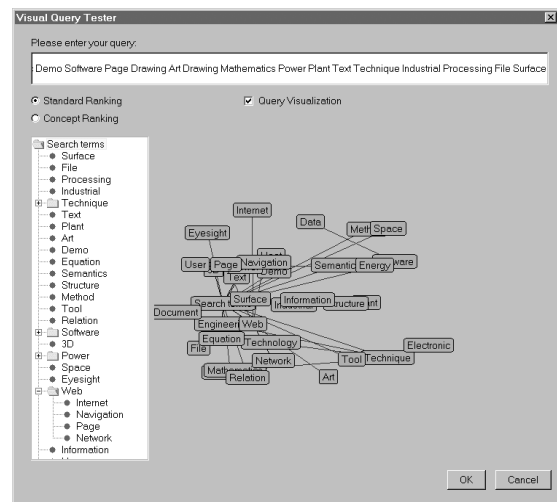 Visual Query Tester
Please enter your query:
: Demo Software Page Drawing Art Drawing Mathematics Power Plant Text Technique Industrial Processing File Surface
Standard Ranking
Query Visualization
Concept Ranking
Search terms
Surface
File
Processing
Industrial
Technique
Text
Plant
Art
Demo
Equation
Semantics
Structure
Method
Tool
Relation
Software
3D
Power
Space
Eyesight
Web
Internet
Navigation
Page
Network
Information
Internet
Data
Space
Eyesight
User
Page
Navigation
Demo
Semantic
Energy
Text
Search
Surface
Information
Document
Engineer
Web
Equation
Technology
File
Electronic
Network
Tool
Technique
Relation
Art
OK
Cancel